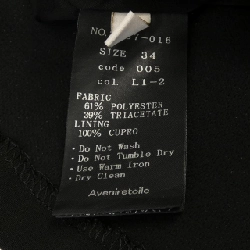 SIZE 34
code 005
COL L1-2
FABRIC
61% POLYESTER
39% TRIACETATE
LINING
100% CUPRO
· Do Not Wash
· Do Not Tumble Dry
· Use Warm Iron
· Dry Clean
Avaniretoile